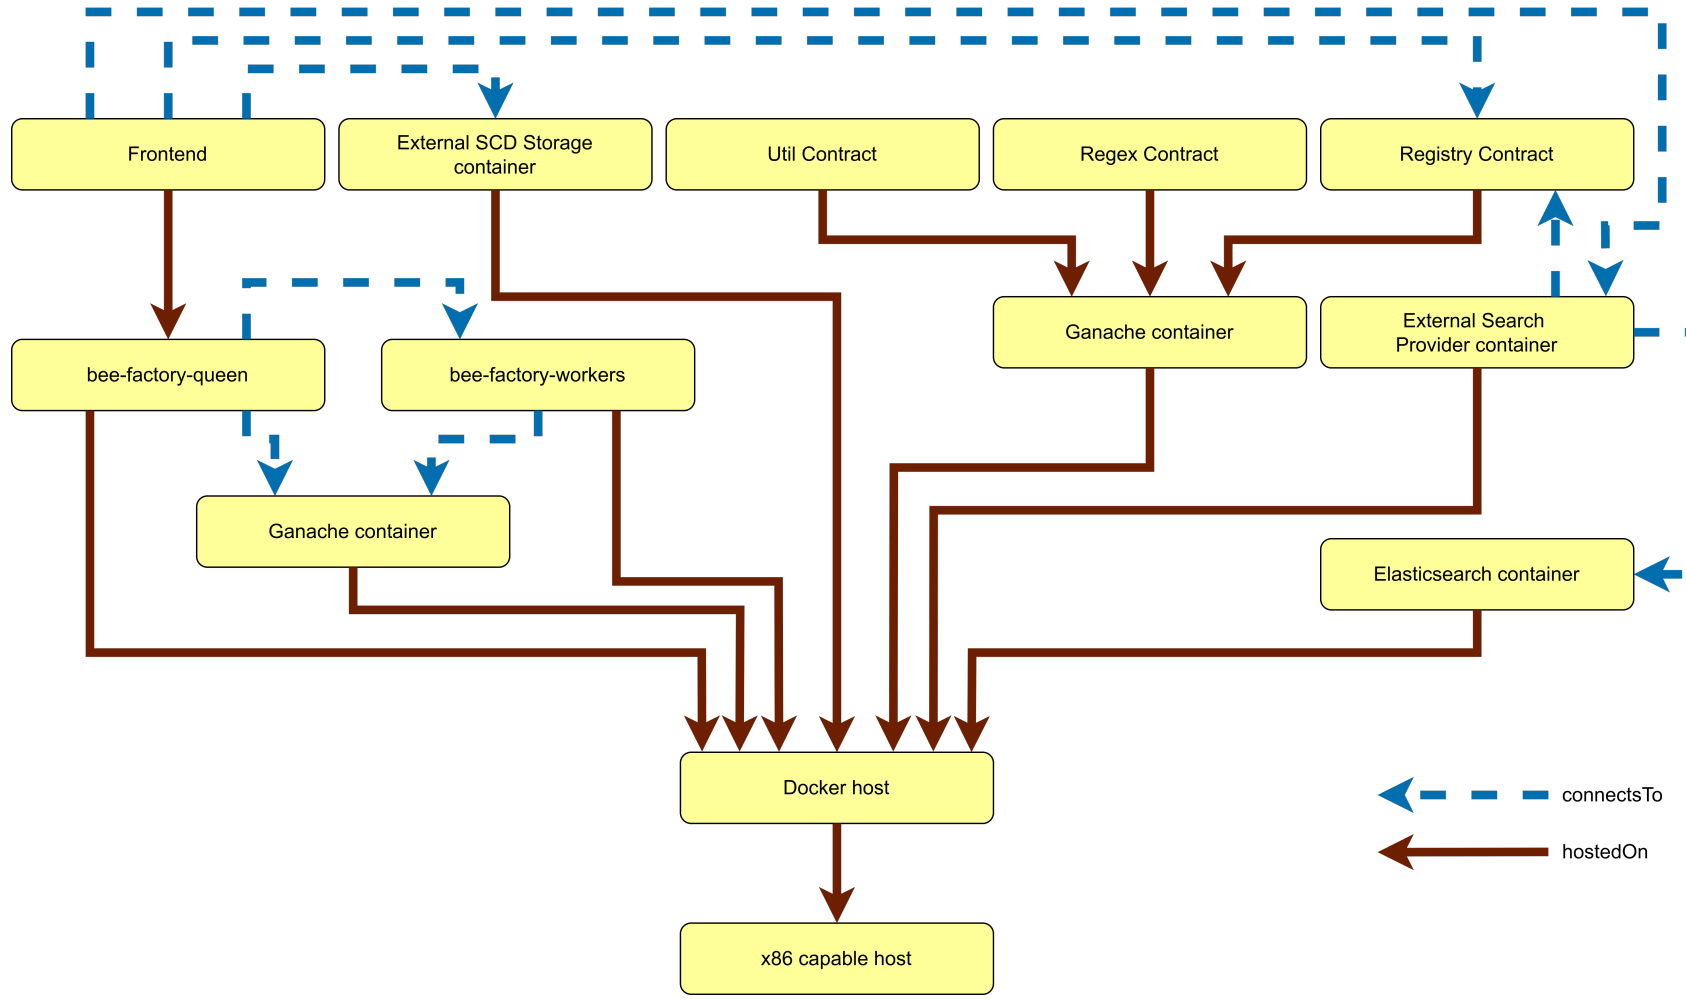 Frontend
External SCD Storage
container
Util Contract
Regex Contract
Registry Contract
Ganache container
External Search
Provider container
bee-factory-queen
bee-factory-workers
Ganache container
Elasticsearch container
Docker host
connectsTo
hostedOn
x86 capable host